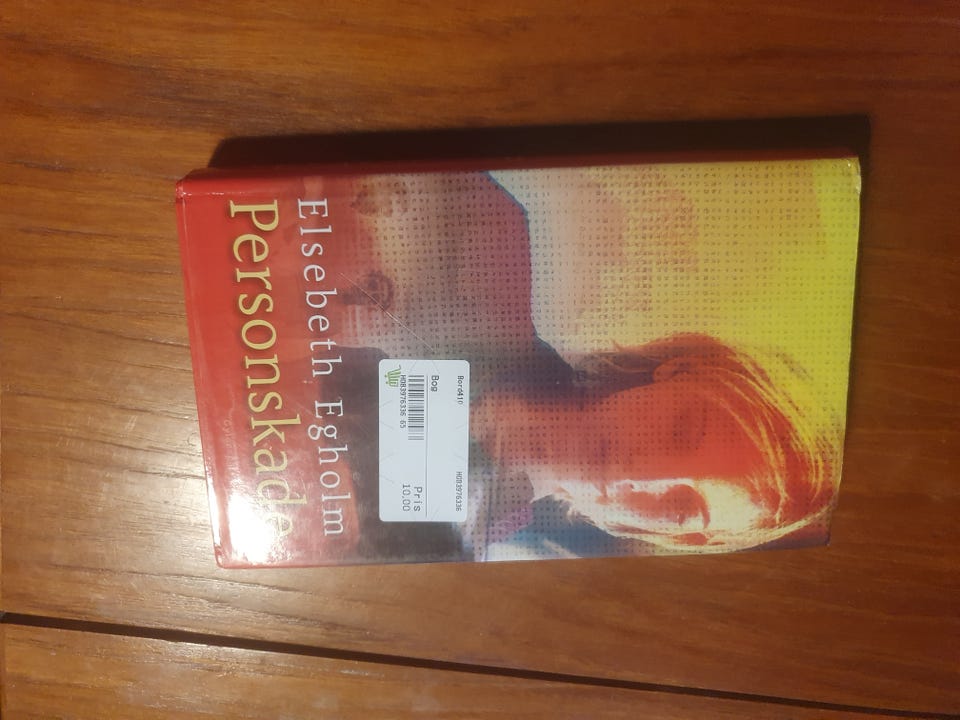 Elsebeth Egholm
Personskade
Bord410
HOB3976336
Bog
HOB3976336 65
Pris
10.00